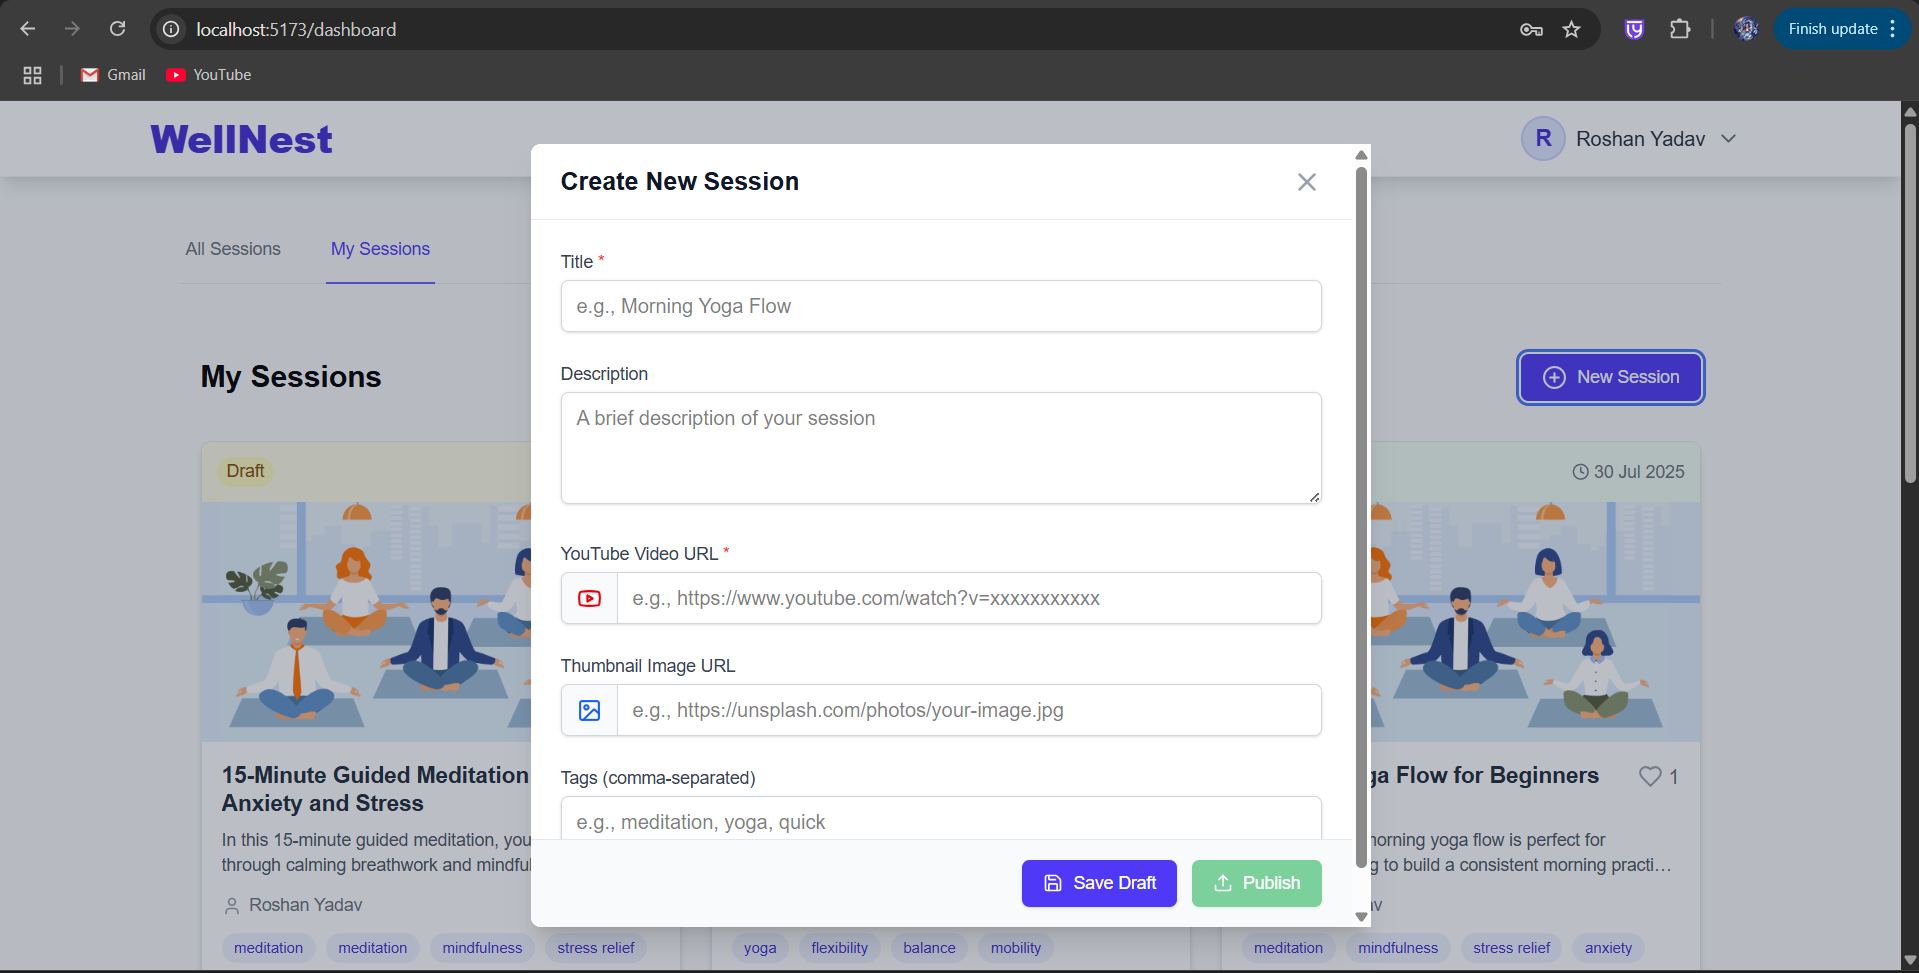 localhost:5173/dashboard
Finish update
Gmail
YouTube
WellNest
R
Roshan Yadav
All Sessions
My Sessions
My Sessions
New Session
Create New Session
Title *
e.g., Morning Yoga Flow
Description
A brief description of your session
YouTube Video URL *
e.g., https://www.youtube.com/watch?v=xxxxxxxxxxx
Thumbnail Image URL
e.g., https://unsplash.com/photos/your-image.jpg
Tags (comma-separated)
e.g., meditation, yoga, quick
Save Draft
Publish
Draft
15-Minute Guided Meditation
Anxiety and Stress
In this 15-minute guided meditation, you
through calming breathwork and
Roshan Yadav
meditation
meditation
mindfulness
stress relief
yoga
flexibility
balance
mobility
30 Jul 2025
Flow for Beginners
1
yoga flow is perfect for
to build a consistent morning practi...
meditation
mindfulness
stress relief
anxiety